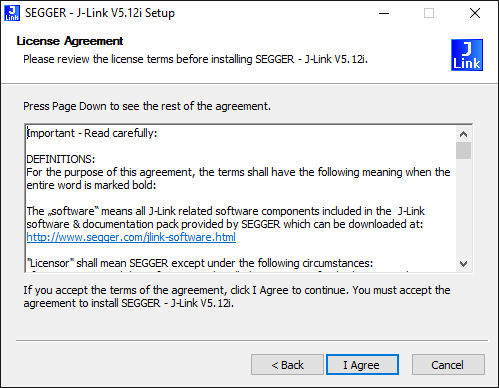 SEGGER - J-Link V5.12i Setup
License Agreement
Please review the license terms before installing SEGGER - J-Link V5.12i.
J
Link
Press Page Down to see the rest of the agreement.
Important - Read carefully:
DEFINITIONS:
For the purpose of this agreement, the terms shall have the following meaning when the
entire word is marked bold:
The „software“ means all J-Link related software components included in the  J-Link
software & documentation pack provided by SEGGER which can be downloaded at:
http://www.segger.com/jlink-software.html
"Licensor" shall mean SEGGER except under the following circumstances:
If you accept the terms of the agreement, click I Agree to continue. You must accept the
agreement to install SEGGER - J-Link V5.12i.
< Back
I Agree
Cancel